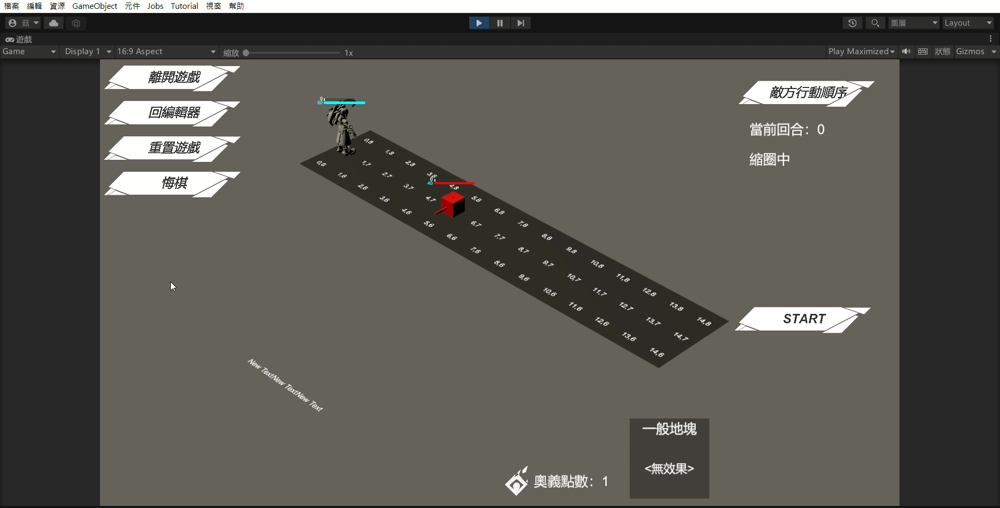 檔案 編輯 資源 GameObject 元件 Jobs Tutorial 視窗 幫助
菇 圖層 Layout
遊戲
Game Display 1 16:9 Aspect 縮放 1x Play Maximized 狀態 Gizmos
離開遊戲
回編輯器
重置遊戲
悔棋
敵方行動順序
當前回合：0
縮圈中
0
60
0,8
1,8
0,6 1,7 2,8
1,6 2,7 3,8
0
40
2,6 3,7 4,8
3,6 4,7 5,8
4,6 6,8
5,6 6,7 7,8
6,6 7,7 8,8
7,6 8,7 9,8
8,6 9,7 10,8
9,6 10,7 11,8
10,6 11,7 12,8
11,6 12,7 13,8
12,6 13,7 14,8
13,6 14,7
14,6
START
New TextNew TextNew Text
一般地塊
<無效果>
奧義點數：1